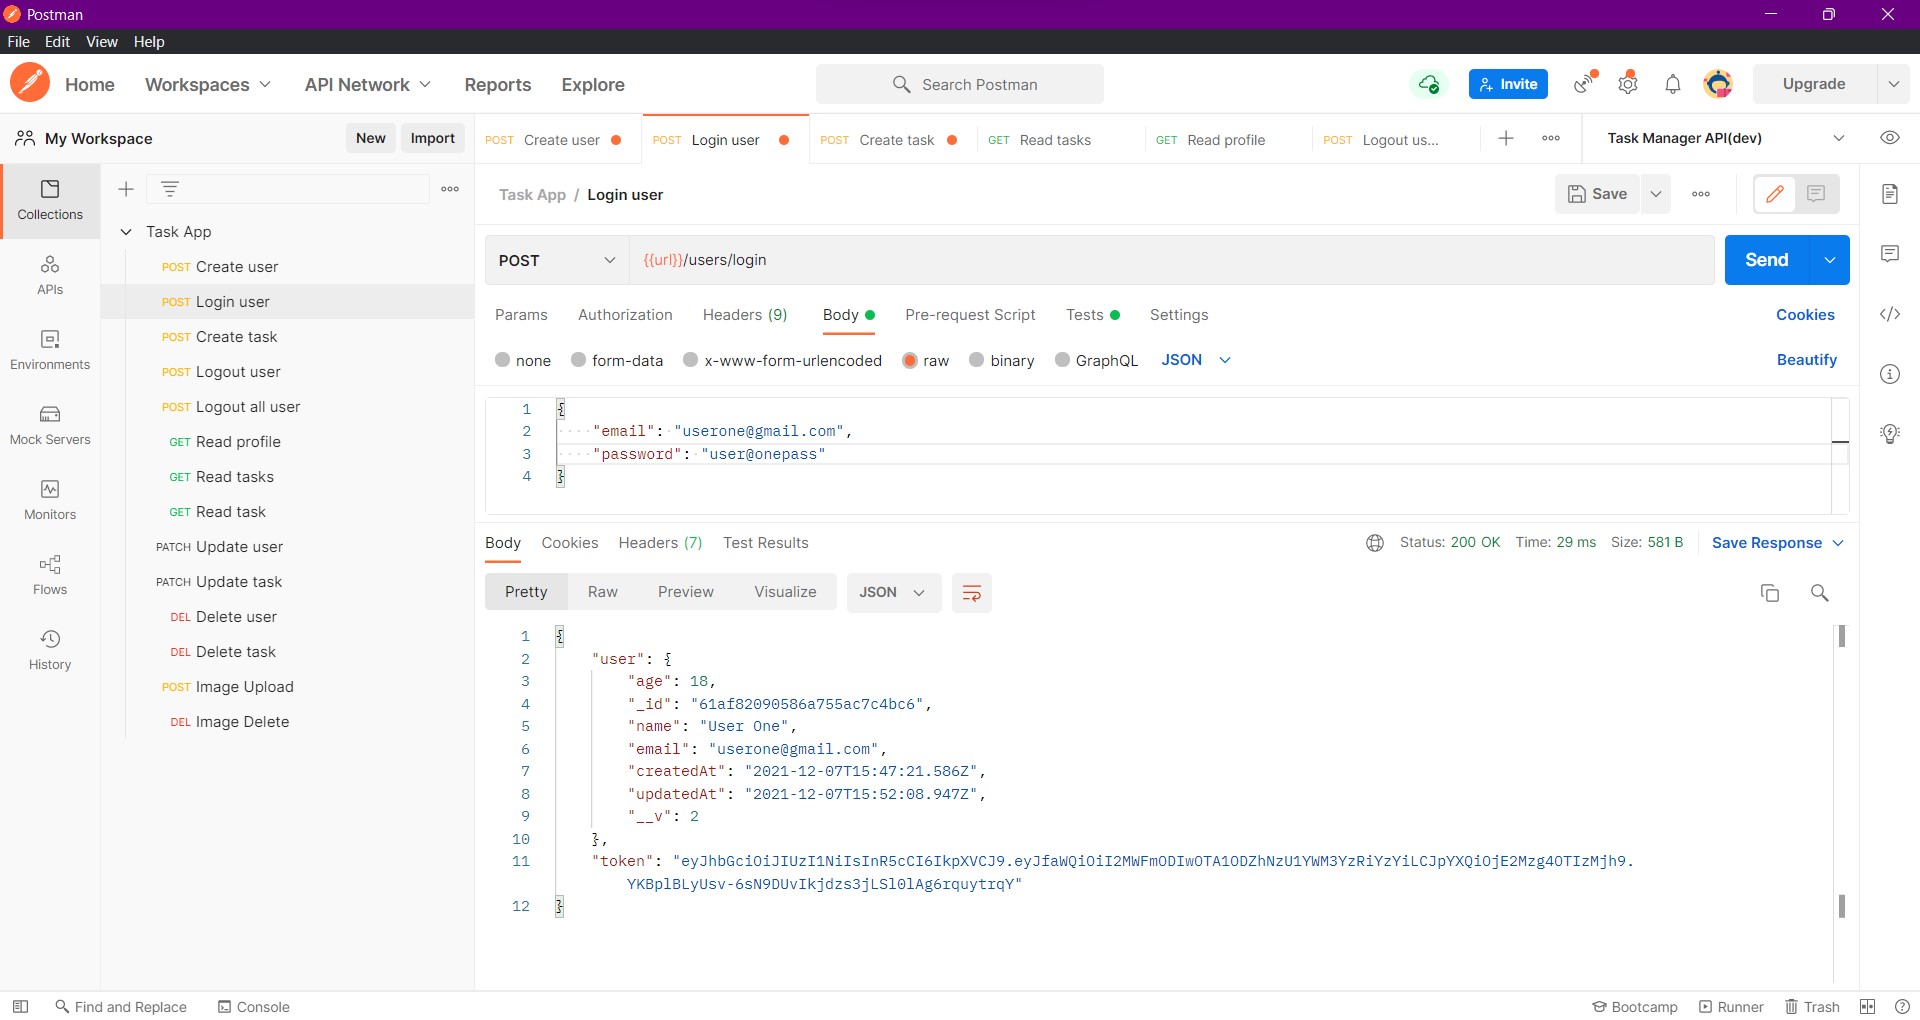 Postman
File Edit View Help
Home Workspaces API Network Reports Explore Search Postman Invite Upgrade
My Workspace New Import
POST Create user POST Login user POST Create task GET Read tasks GET Read profile POST Logout us... Task Manager API(dev)
Collections
APIs
Environments
Mock Servers
Monitors
Flows
History
Task App
POST Create user
POST Login user
POST Create task
POST Logout user
POST Logout all user
GET Read profile
GET Read tasks
GET Read task
PATCH Update user
PATCH Update task
DEL Delete user
DEL Delete task
POST Image Upload
DEL Image Delete
Task App / Login user Save
POST {{url}}/users/login Send
Params Authorization Headers (9) Body Pre-request Script Tests Settings Cookies
none form-data x-www-form-urlencoded raw binary GraphQL JSON Beautify
1 {
2 ····"email":·"userone@gmail.com",
3 ····"password":·"user@onepass"
4 }
Body Cookies Headers (7) Test Results Status: 200 OK Time: 29 ms Size: 581 B Save Response
Pretty Raw Preview Visualize JSON
1 {
2 "user": {
3 "age": 18,
4 "_id": "61af82090586a755ac7c4bc6",
5 "name": "User One",
6 "email": "userone@gmail.com",
7 "createdAt": "2021-12-07T15:47:21.586Z",
8 "updatedAt": "2021-12-07T15:52:08.947Z",
9 "__v": 2
10 },
11 "token": "eyJhbGciOiJIUzI1NiIsInR5cCI6IkpXVCJ9.eyJfaWQiOiI2MWFmODIwOTA1ODZhNzU1YWM3YzRiYzYiLCJpYXQiOjE2Mzg4OTIzMjh9.
YKBplBLyUsv-6sN9DUvIkjdzs3jLSl0lAg6rquytrqY"
12 }
Find and Replace Console Bootcamp Runner Trash